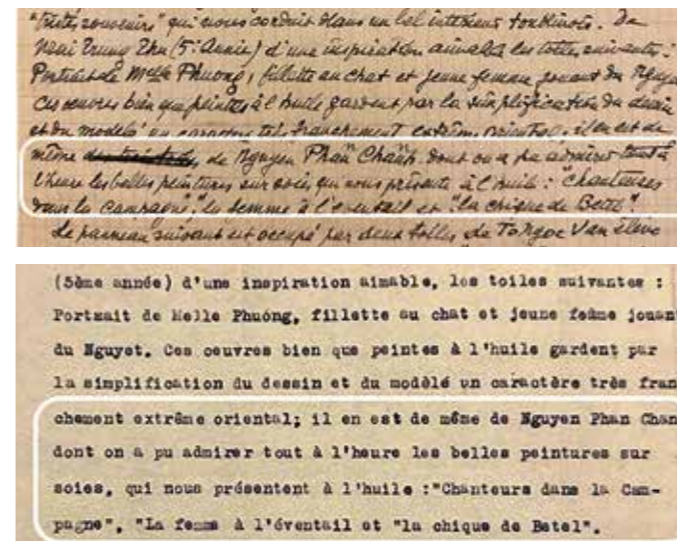 "tristes souvenirs" qui nous conduit dans un bel intérieur tonkinois. De
Mai Trung Thu (5e Année) d'une inspiration aimable les toiles suivantes :
Portrait de Melle Phuong, fillette au chat et jeune femme jouant du Nguye
Ces oeuvres bien que peintes à l'huile gardent par la simplification du dessin
et du modelé un caractère très franchement extrême oriental, il en est de
même de Nguyen Phan Chanh dont on a pu admirer tout à
l'heure les belles peintures sur soie, qui nous présente à l'huile : "Chanteuses
dans la Campagne", "la femme à l'éventail et "la chique de Betel".
Le panneau suivant est occupé par deux toiles de To Ngoc Van élève
(5ème année) d'une inspiration aimable, les toiles suivantes :
Portrait de Melle Phuóng, fillette au chat et jeune femme jouan
du Nguyet. Ces oeuvres bien que peintes à l'huile gardent par
la simplification du dessin et du modèlé un caractère très fran
chement extrême oriental; il en est de même de Nguyen Phan Chan
dont on a pu admirer tout à l'heure les belles peintures sur
soies, qui nous présentent à l'huile :"Chanteurs dans la Cam-
pagne", "La femme à l'éventail et "la chique de Betel".